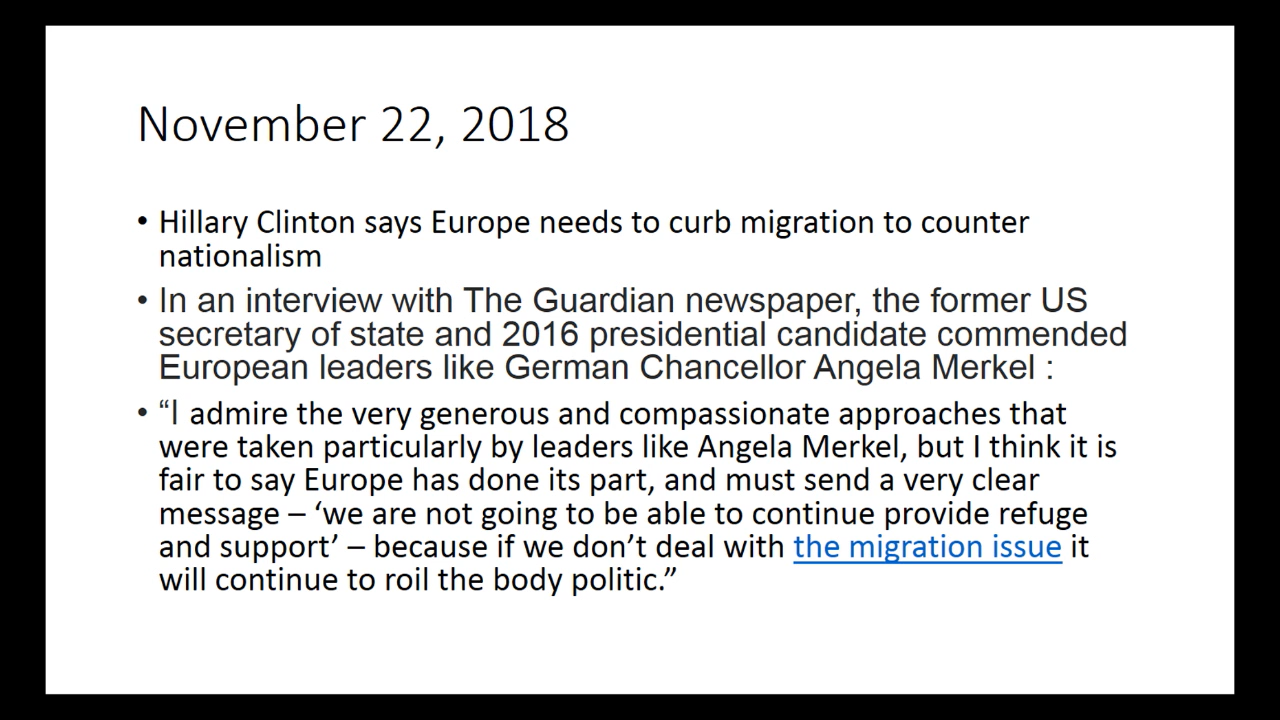 November 22, 2018
• Hillary Clinton says Europe needs to curb migration to counter
nationalism
• In an interview with The Guardian newspaper, the former US
secretary of state and 2016 presidential candidate commended
European leaders like German Chancellor Angela Merkel :
• “I admire the very generous and compassionate approaches that
were taken particularly by leaders like Angela Merkel, but I think it is
fair to say Europe has done its part, and must send a very clear
message – ‘we are not going to be able to continue provide refuge
and support’ – because if we don’t deal with the migration issue it
will continue to roil the body politic.”